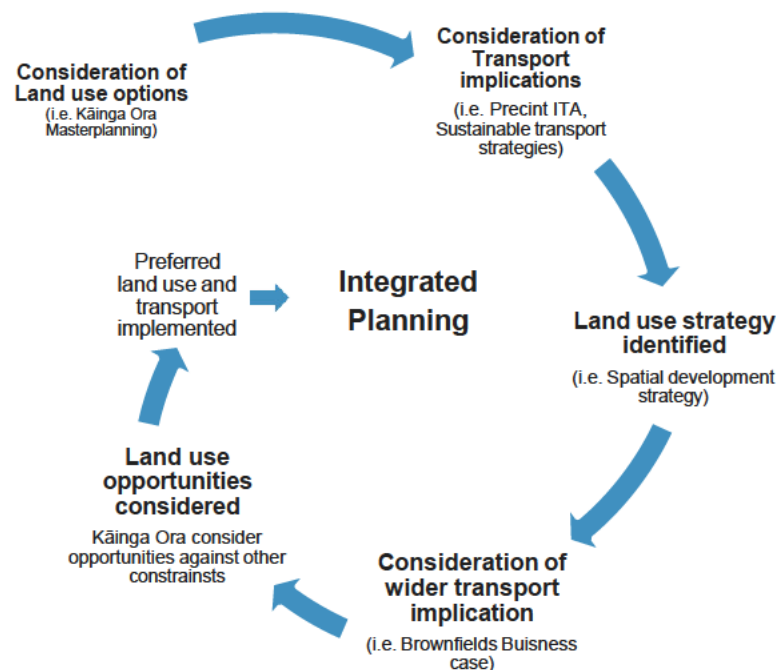 Consideration of
Land use options
(i.e. Kāinga Ora
Masterplanning)
Consideration of
Transport
implications
(i.e. Precint ITA,
Sustainable transport
strategies)
Land use strategy
identified
(i.e. Spatial development
strategy)
Consideration of
wider transport
implication
(i.e. Brownfields Buisness
case)
Land use
opportunities
considered
Kāinga Ora consider
opportunities against other
constrainsts
Preferred
land use and
transport
implemented
Integrated
Planning